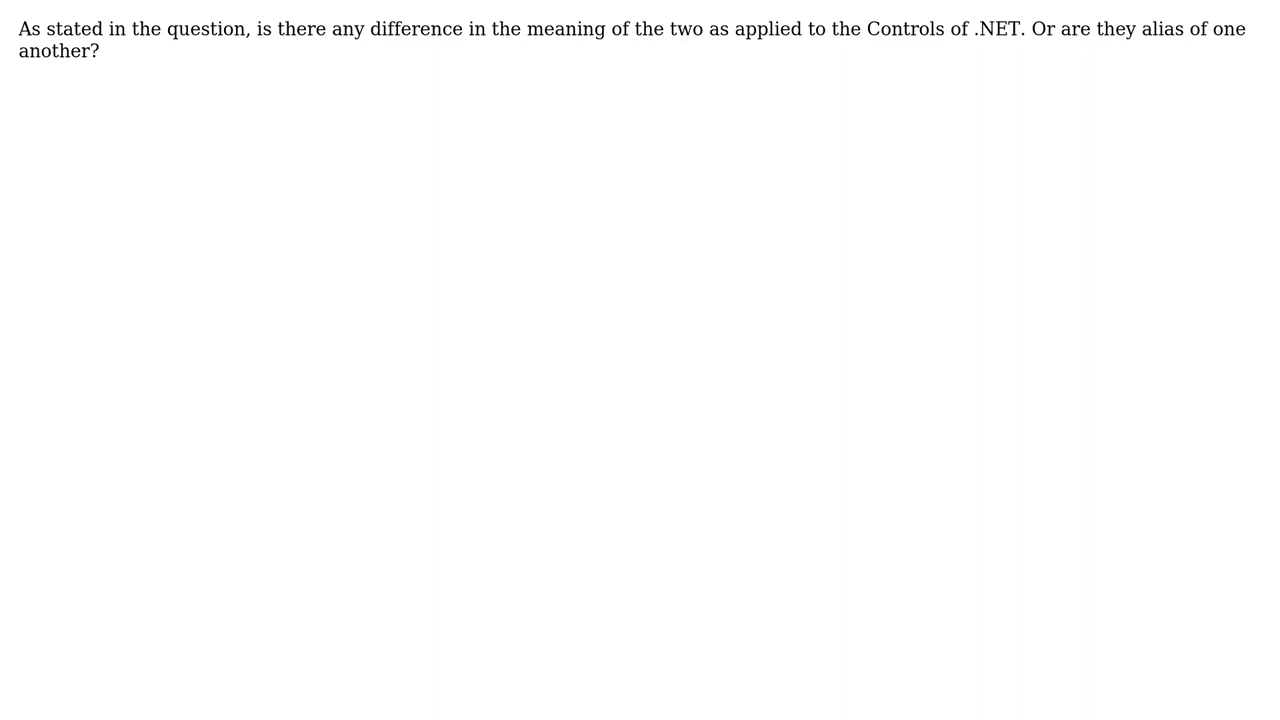 As stated in the question, is there any difference in the meaning of the two as applied to the Controls of .NET. Or are they alias of one
another?